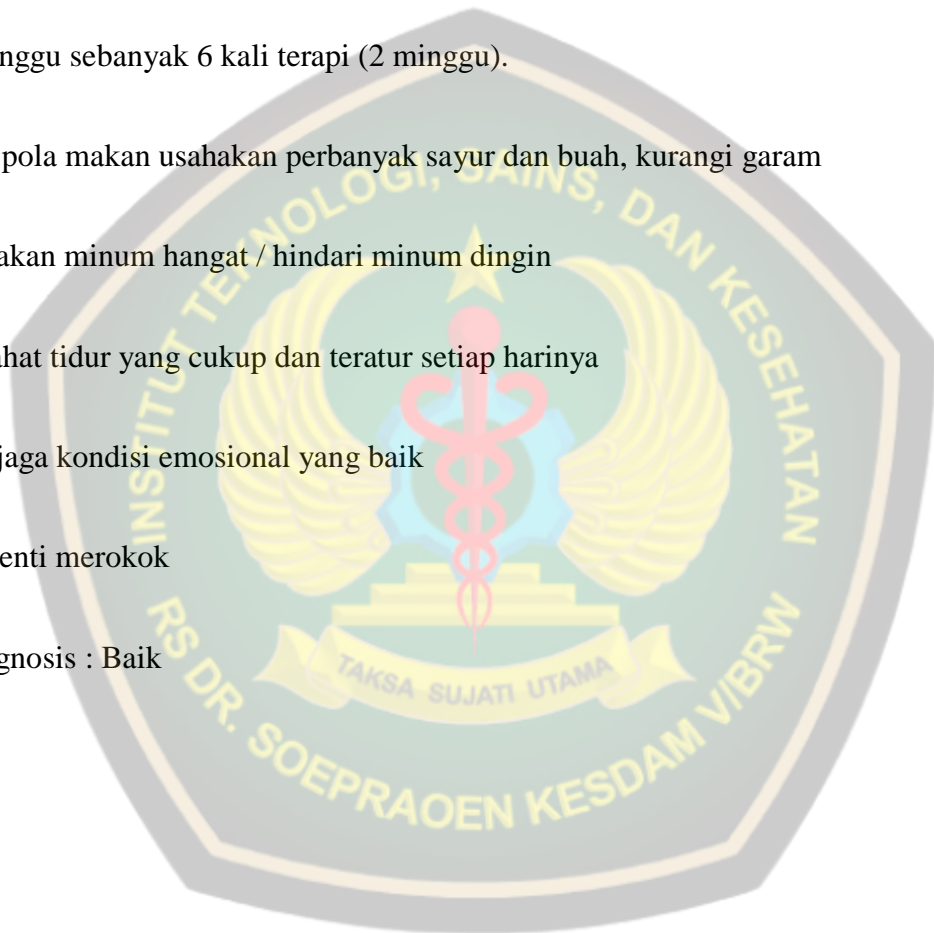 nggu sebanyak 6 kali terapi (2 minggu).
pola makan usahakan perbanyak sayur dan buah, kurangi garam
akan minum hangat / hindari minum dingin
ahat tidur yang cukup dan teratur setiap harinya
jaga kondisi emosional yang baik
enti merokok
gnosis : Baik
INSTITUT TEKNOLOGI, SAINS, DAN KESEHATAN
TAKSA SUJATI UTAMA
RS DR. SOEPRAOEN KESDAM V/BRW